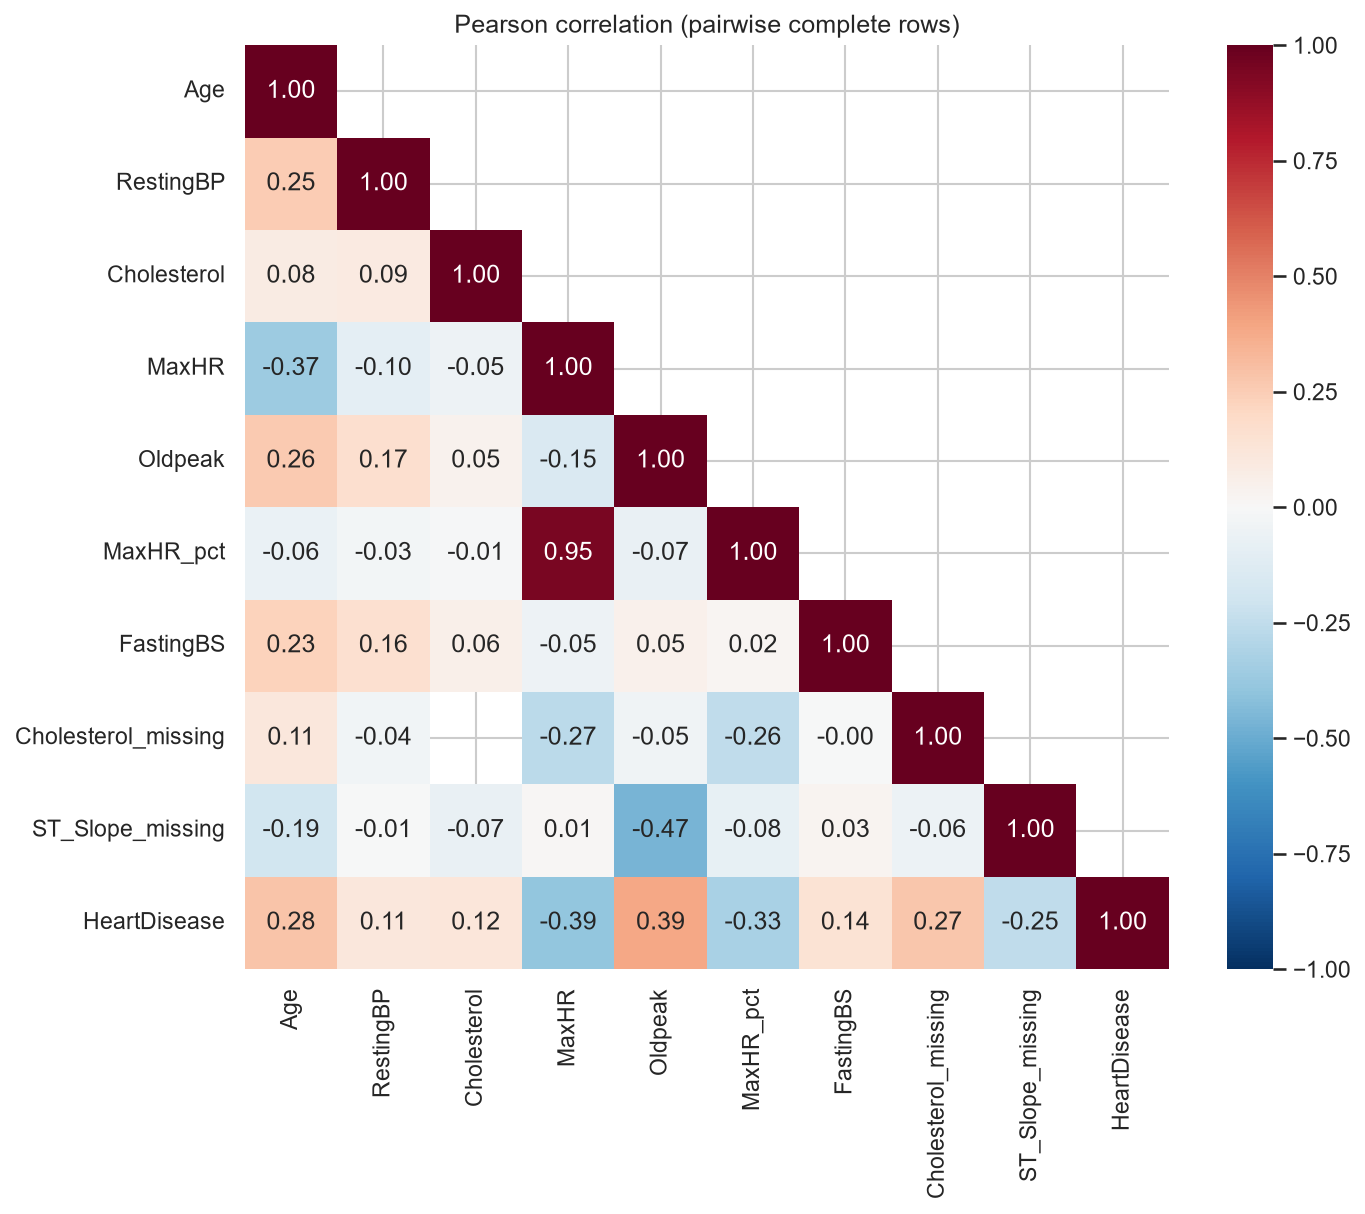 Pearson correlation (pairwise complete rows)
Age 1.00
RestingBP 0.25 1.00
Cholesterol 0.08 0.09 1.00
MaxHR -0.37 -0.10 -0.05 1.00
Oldpeak 0.26 0.17 0.05 -0.15 1.00
MaxHR_pct -0.06 -0.03 -0.01 0.95 -0.07 1.00
FastingBS 0.23 0.16 0.06 -0.05 0.05 0.02 1.00
Cholesterol_missing 0.11 -0.04 -0.27 -0.05 -0.26 -0.00 1.00
ST_Slope_missing -0.19 -0.01 -0.07 0.01 -0.47 -0.08 0.03 -0.06 1.00
HeartDisease 0.28 0.11 0.12 -0.39 0.39 -0.33 0.14 0.27 -0.25 1.00
Age
RestingBP
Cholesterol
MaxHR
Oldpeak
MaxHR_pct
FastingBS
Cholesterol_missing
ST_Slope_missing
HeartDisease
1.00
0.75
0.50
0.25
0.00
−0.25
−0.50
−0.75
−1.00